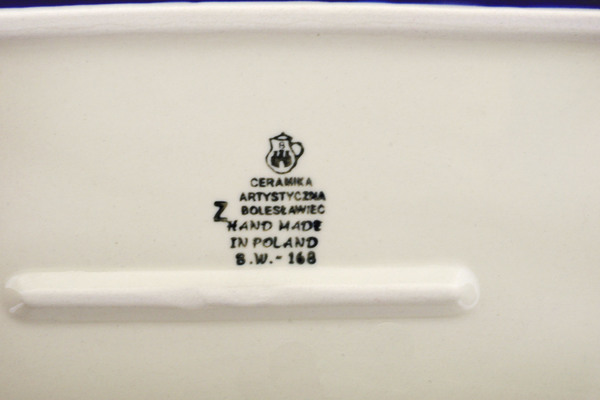 B
CERAMIKA
ARTYSTYCZNA
Z BOLESŁAWIEC
HAND MADE
IN POLAND
B.W.-168